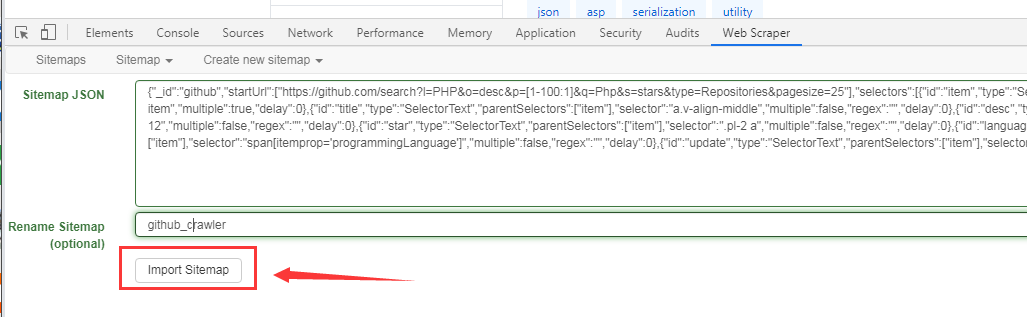 json asp serialization utility
Elements Console Sources Network Performance Memory Application Security Audits Web Scraper
Sitemaps Sitemap Create new sitemap
Sitemap JSON
{"_id":"github","startUrl":["https://github.com/search?l=PHP&o=desc&p=[1-100:1]&q=Php&s=stars&type=Repositories&pagesize=25"],"selectors":[{"id":"item","type":"Se
item","multiple":true,"delay":0},{"id":"title","type":"SelectorText","parentSelectors":["item"],"selector":"a.v-align-middle","multiple":false,"regex":"","delay":0},{"id":"desc","type":"
12","multiple":false,"regex":"","delay":0},{"id":"star","type":"SelectorText","parentSelectors":["item"],"selector":".pl-2 a","multiple":false,"regex":"","delay":0},{"id":"langua
["item"],"selector":"span[itemprop='programmingLanguage']","multiple":false,"regex":"","delay":0},{"id":"update","type":"SelectorText","parentSelectors":["item"],"selector
Rename Sitemap
(optional)
github_crawler
Import Sitemap